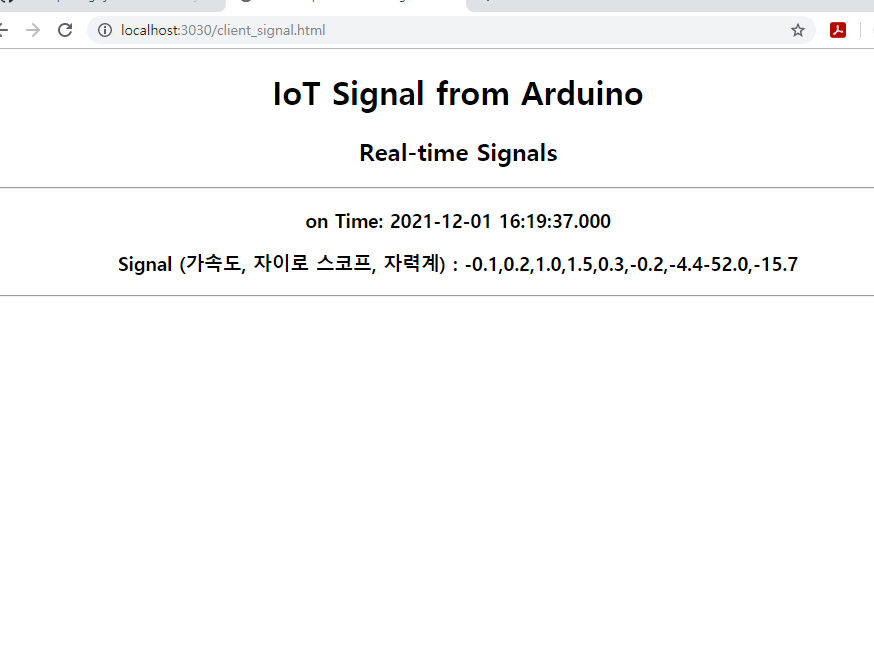 localhost:3030/client_signal.html
IoT Signal from Arduino
Real-time Signals
on Time: 2021-12-01 16:19:37.000
Signal (가속도, 자이로 스코프, 자력계) : -0.1,0.2,1.0,1.5,0.3,-0.2,-4.4-52.0,-15.7